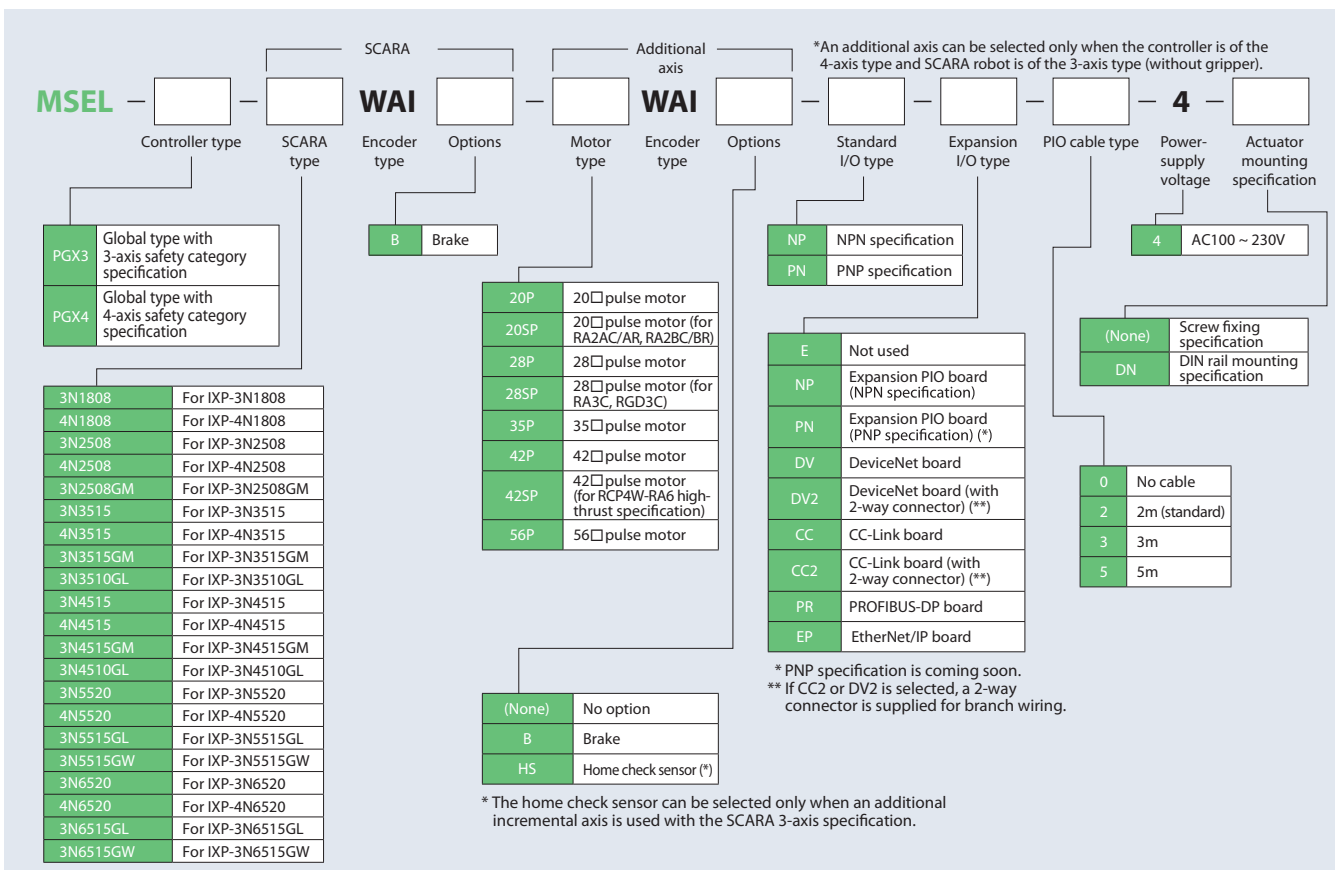 SCARA
Additional
axis
*An additional axis can be selected only when the controller is of the
4-axis type and SCARA robot is of the 3-axis type (without gripper).
MSEL – □ – □ WAI □ – □ WAI □ – □ – □ – □ – 4 – □
Controller type
SCARA
type
Encoder
type
Options
Motor
type
Encoder
type
Options
Standard
I/O type
Expansion
I/O type
PIO cable type
Power-
supply
voltage
Actuator
mounting
specification
PGX3 Global type with
3-axis safety category
specification
PGX4 Global type with
4-axis safety category
specification
3N1808 For IXP-3N1808
4N1808 For IXP-4N1808
3N2508 For IXP-3N2508
4N2508 For IXP-4N2508
3N2508GM For IXP-3N2508GM
3N3515 For IXP-3N3515
4N3515 For IXP-4N3515
3N3515GM For IXP-3N3515GM
3N3510GL For IXP-3N3510GL
3N4515 For IXP-3N4515
4N4515 For IXP-4N4515
3N4515GM For IXP-3N4515GM
3N4510GL For IXP-3N4510GL
3N5520 For IXP-3N5520
4N5520 For IXP-4N5520
3N5515GL For IXP-3N5515GL
3N5515GW For IXP-3N5515GW
3N6520 For IXP-3N6520
4N6520 For IXP-4N6520
3N6515GL For IXP-3N6515GL
3N6515GW For IXP-3N6515GW
B Brake
20P 20□ pulse motor
20SP 20□ pulse motor (for
RA2AC/AR, RA2BC/BR)
28P 28□ pulse motor
28SP 28□ pulse motor (for
RA3C, RGD3C)
35P 35□ pulse motor
42P 42□ pulse motor
42SP 42□ pulse motor
(for RCP4W-RA6 high-
thrust specification)
56P 56□ pulse motor
(None) No option
B Brake
HS Home check sensor (*)
* The home check sensor can be selected only when an additional
incremental axis is used with the SCARA 3-axis specification.
NP NPN specification
PN PNP specification
E Not used
NP Expansion PIO board
(NPN specification)
PN Expansion PIO board
(PNP specification) (*)
DV DeviceNet board
DV2 DeviceNet board (with
2-way connector) (**)
CC CC-Link board
CC2 CC-Link board (with
2-way connector) (**)
PR PROFIBUS-DP board
EP EtherNet/IP board
* PNP specification is coming soon.
** If CC2 or DV2 is selected, a 2-way
connector is supplied for branch wiring.
4 AC100 ~ 230V
(None) Screw fixing
specification
DN DIN rail mounting
specification
0 No cable
2 2m (standard)
3 3m
5 5m